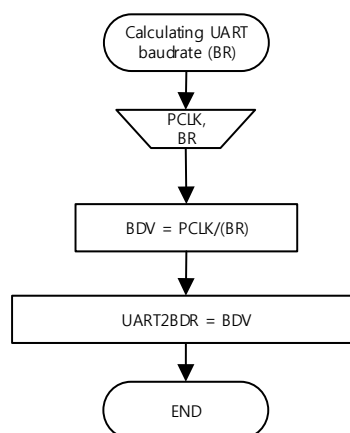 Calculating UART
baudrate (BR)
PCLK,
BR
BDV = PCLK/(BR)
UART2BDR = BDV
END